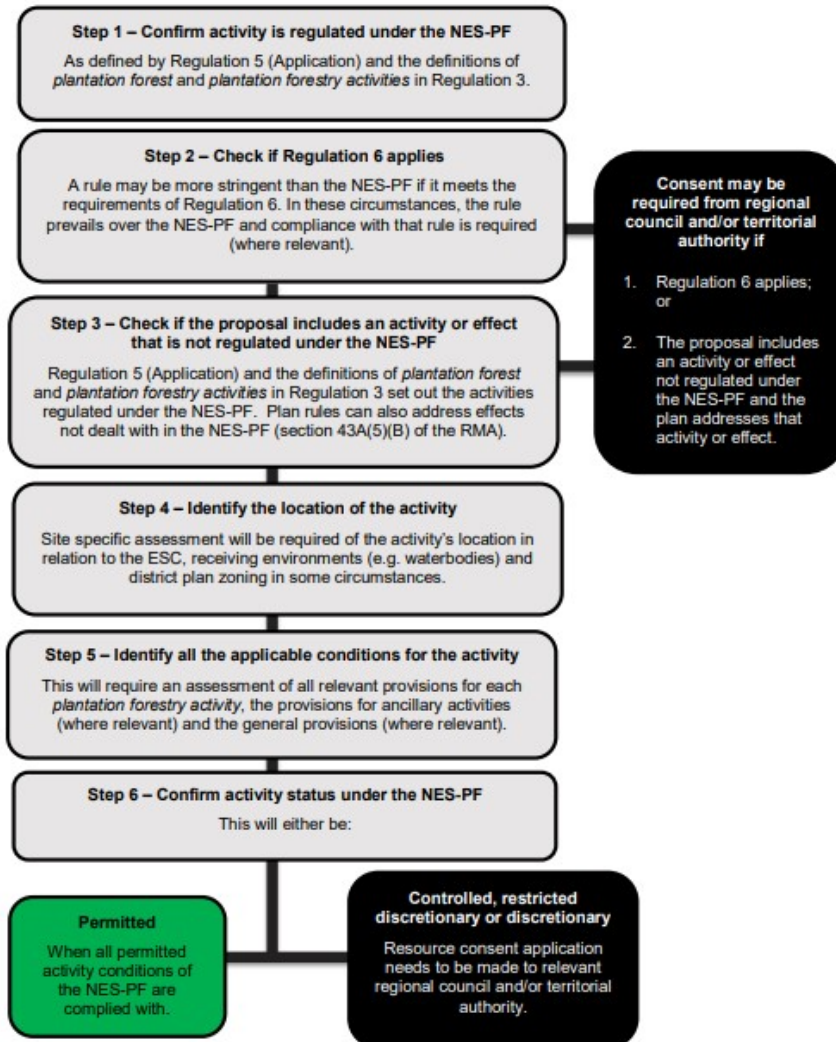 Step 1 – Confirm activity is regulated under the NES-PF
As defined by Regulation 5 (Application) and the definitions of
plantation forest and plantation forestry activities in Regulation 3.
Step 2 – Check if Regulation 6 applies
A rule may be more stringent than the NES-PF if it meets the
requirements of Regulation 6. In these circumstances, the rule
prevails over the NES-PF and compliance with that rule is required
(where relevant).
Consent may be
required from regional
council and/or territorial
authority if
1. Regulation 6 applies;
or
2. The proposal includes
an activity or effect
not regulated under
the NES-PF and the
plan addresses that
activity or effect.
Step 3 – Check if the proposal includes an activity or effect
that is not regulated under the NES-PF
Regulation 5 (Application) and the definitions of plantation forest
and plantation forestry activities in Regulation 3 set out the activities
regulated under the NES-PF. Plan rules can also address effects
not dealt with in the NES-PF (section 43A(5)(B) of the RMA).
Step 4 – Identify the location of the activity
Site specific assessment will be required of the activity's location in
relation to the ESC, receiving environments (e.g. waterbodies) and
district plan zoning in some circumstances.
Step 5 – Identify all the applicable conditions for the activity
This will require an assessment of all relevant provisions for each
plantation forestry activity, the provisions for ancillary activities
(where relevant) and the general provisions (where relevant).
Step 6 – Confirm activity status under the NES-PF
This will either be:
Permitted
When all permitted
activity conditions of
the NES-PF are
complied with.
Controlled, restricted
discretionary or discretionary
Resource consent application
needs to be made to relevant
regional council and/or territorial
authority.